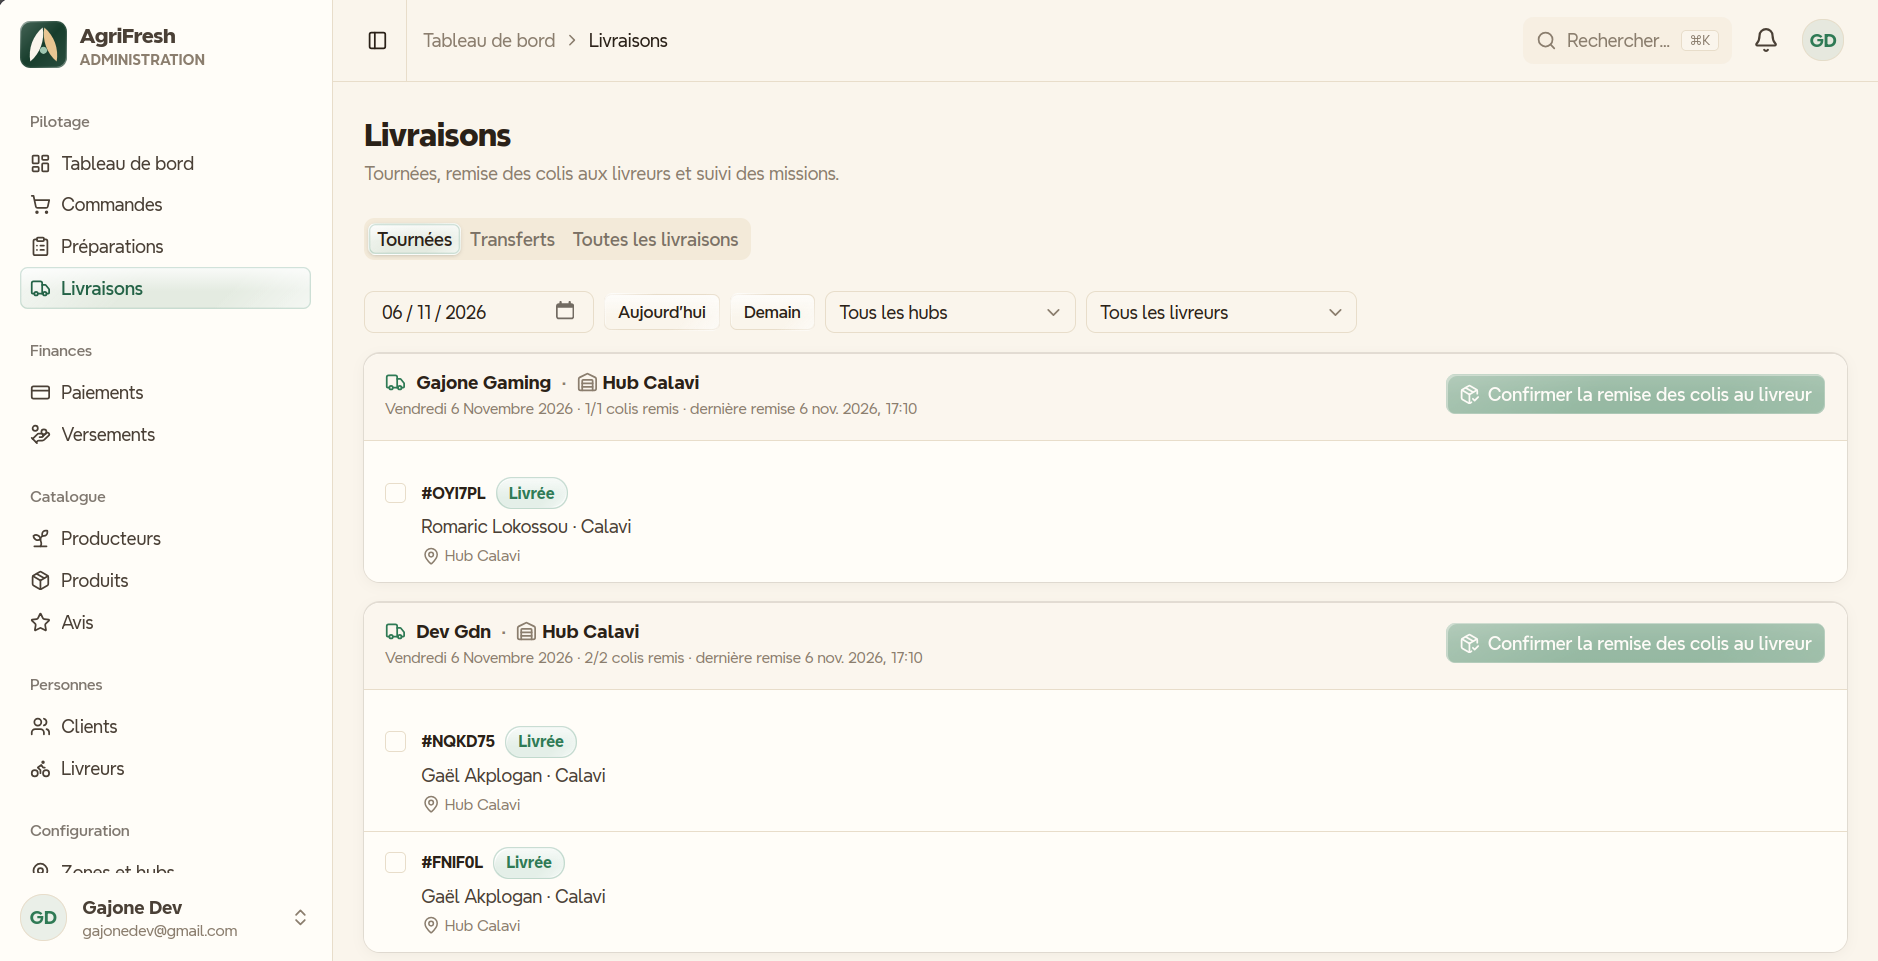 AgriFresh
ADMINISTRATION
Pilotage
Tableau de bord
Commandes
Préparations
Livraisons
Finances
Paiements
Versements
Catalogue
Producteurs
Produits
Avis
Personnes
Clients
Livreurs
Configuration
Zones et hubs
GD
Gajone Dev
gajonedev@gmail.com
Tableau de bord > Livraisons
Rechercher... ⌘K
GD
Livraisons
Tournées, remise des colis aux livreurs et suivi des missions.
Tournées Transferts Toutes les livraisons
06 / 11 / 2026 Aujourd'hui Demain Tous les hubs Tous les livreurs
Gajone Gaming · Hub Calavi
Vendredi 6 Novembre 2026 · 1/1 colis remis · dernière remise 6 nov. 2026, 17:10
Confirmer la remise des colis au livreur
#OYI7PL Livrée
Romaric Lokossou · Calavi
Hub Calavi
Dev Gdn · Hub Calavi
Vendredi 6 Novembre 2026 · 2/2 colis remis · dernière remise 6 nov. 2026, 17:10
Confirmer la remise des colis au livreur
#NQKD75 Livrée
Gaël Akplogan · Calavi
Hub Calavi
#FNIF0L Livrée
Gaël Akplogan · Calavi
Hub Calavi